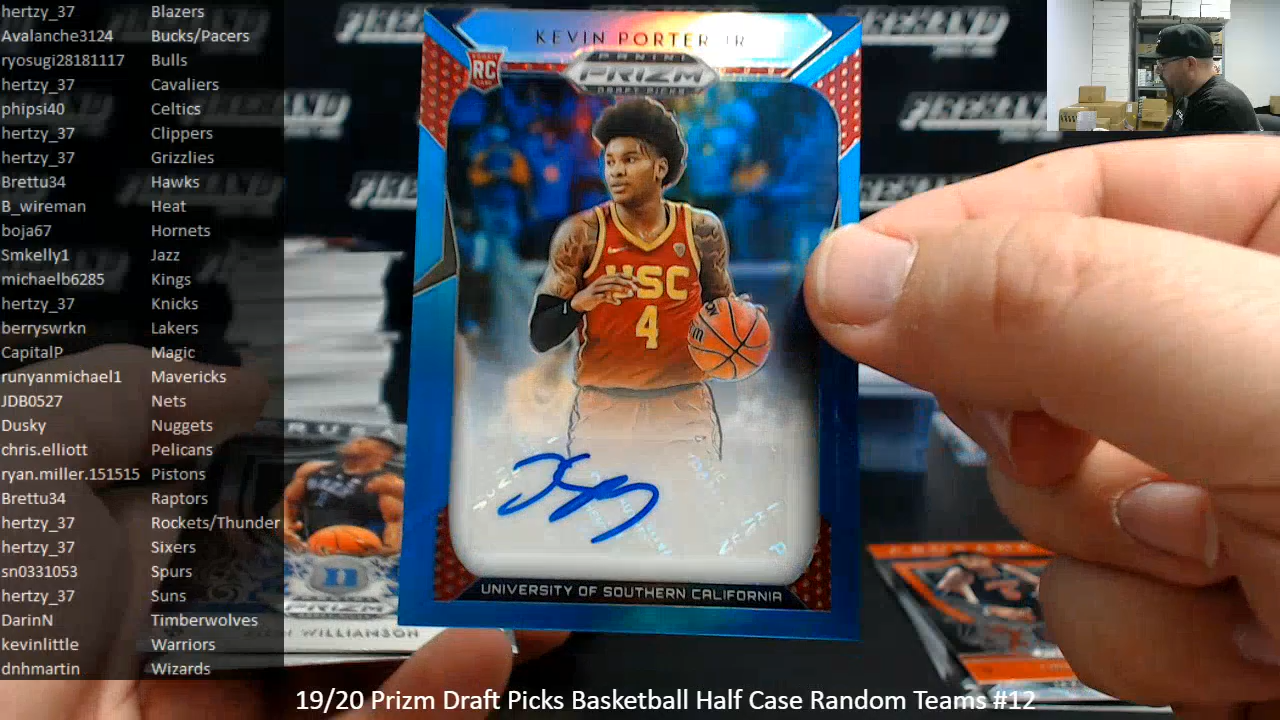 hertzy_37 Blazers
Avalanche3124 Bucks/Pacers
ryosugi28181117 Bulls
hertzy_37 Cavaliers
phipsi40 Celtics
hertzy_37 Clippers
hertzy_37 Grizzlies
Brettu34 Hawks
B_wireman Heat
boja67 Hornets
Smkelly1 Jazz
michaelb6285 Kings
hertzy_37 Knicks
berryswrkn Lakers
CapitalP Magic
runyanmichael1 Mavericks
JDB0527 Nets
Dusky Nuggets
chris.elliott Pelicans
ryan.miller.151515 Pistons
Brettu34 Raptors
hertzy_37 Rockets/Thunder
hertzy_37 Sixers
sn0331053 Spurs
hertzy_37 Suns
DarinN Timberwolves
kevinlittle Warriors
dnhmartin Wizards
KEVIN PORTER JR
RC
PANINI
PRIZM
DRAFT PICKS
USC
4
UNIVERSITY OF SOUTHERN CALIFORNIA
D
PRIZM
WILLIAMSON
19/20 Prizm Draft Picks Basketball Half Case Random Teams #12